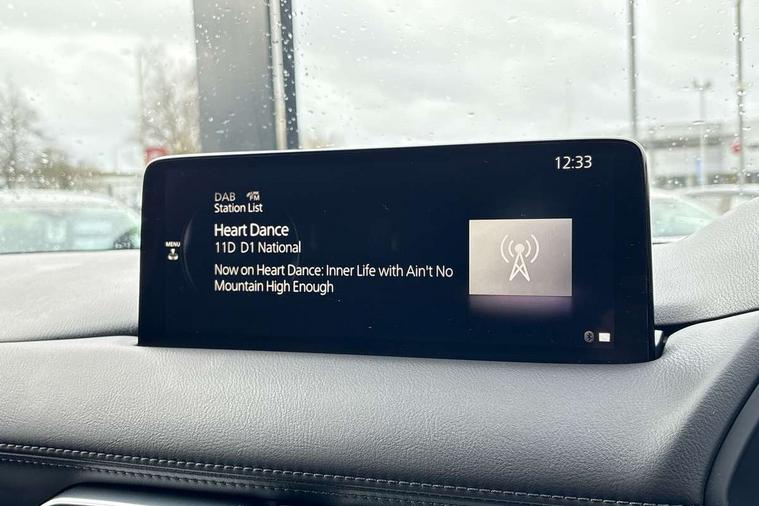 12:33
DAB FM
Station List
Heart Dance
11D D1 National
MENU
Now on Heart Dance: Inner Life with Ain't No
Mountain High Enough